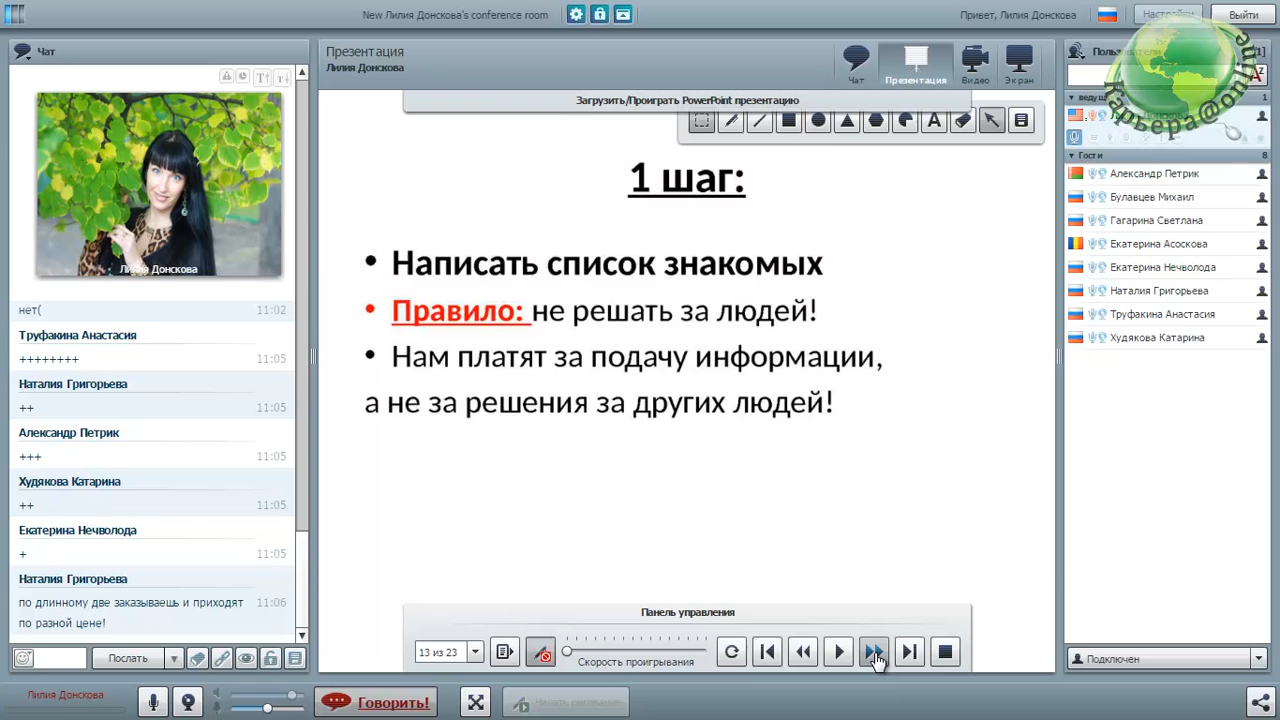 New Лилия Донскова's conference room
Привет, Лилия Донскова
Настройки
Выйти
Чат
Лилия Донскова
нет(
11:02
Труфакина Анастасия
++++++++
11:05
Наталия Григорьева
++
11:05
Александр Петрик
+++
11:05
Худякова Катарина
++
11:05
Екатерина Нечволода
+
11:05
Наталия Григорьева
по длинному две заказываешь и приходят
11:06
по разной цене!
Послать
Презентация
Лилия Донскова
Чат
Презентация
Видео
Экран
Загрузить/Проиграть PowerPoint презентацию
1 шаг:
• Написать список знакомых
• Правило: не решать за людей!
• Нам платят за подачу информации,
а не за решения за других людей!
Панель управления
13 из 23
Скорость проигрывания
карьера@online
1
Гости
8
Александр Петрик
Булавцев Михаил
Гагарина Светлана
Екатерина Асоскова
Екатерина Нечволода
Наталия Григорьева
Труфакина Анастасия
Худякова Катарина
Подключен
Лилия Донскова
Говорить!